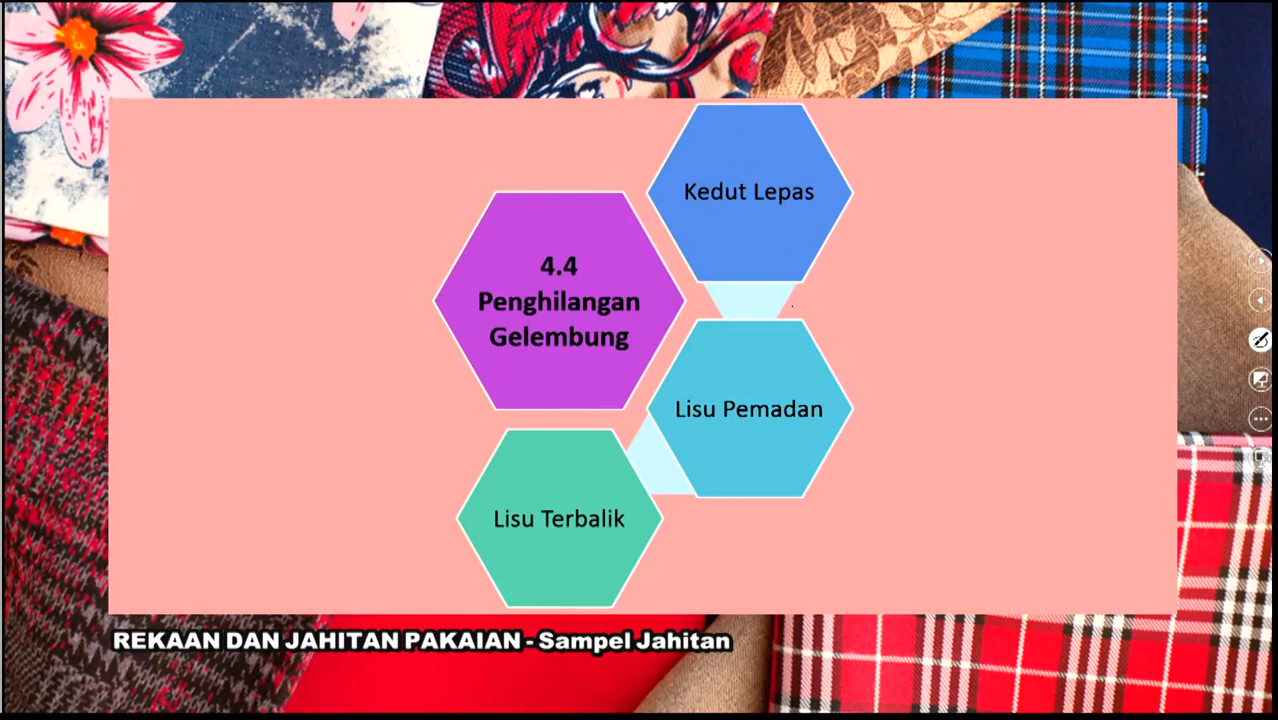 4.4
Penghilangan
Gelembung
Kedut Lepas
Lisu Pemadan
Lisu Terbalik
REKAAN DAN JAHITAN PAKAIAN - Sampel Jahitan